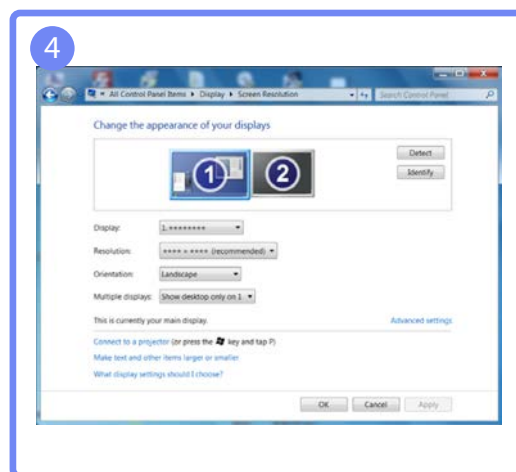 4
All Control Panel Items ▸ Display ▸ Screen Resolution
Search Control Panel
Change the appearance of your displays
1 2
Detect
Identify
Display: 1. ********
Resolution: **** × **** (recommended)
Orientation: Landscape
Multiple displays: Show desktop only on 1
This is currently your main display.
Advanced settings
Connect to a projector (or press the key and tap P)
Make text and other items larger or smaller
What display settings should I choose?
OK Cancel Apply